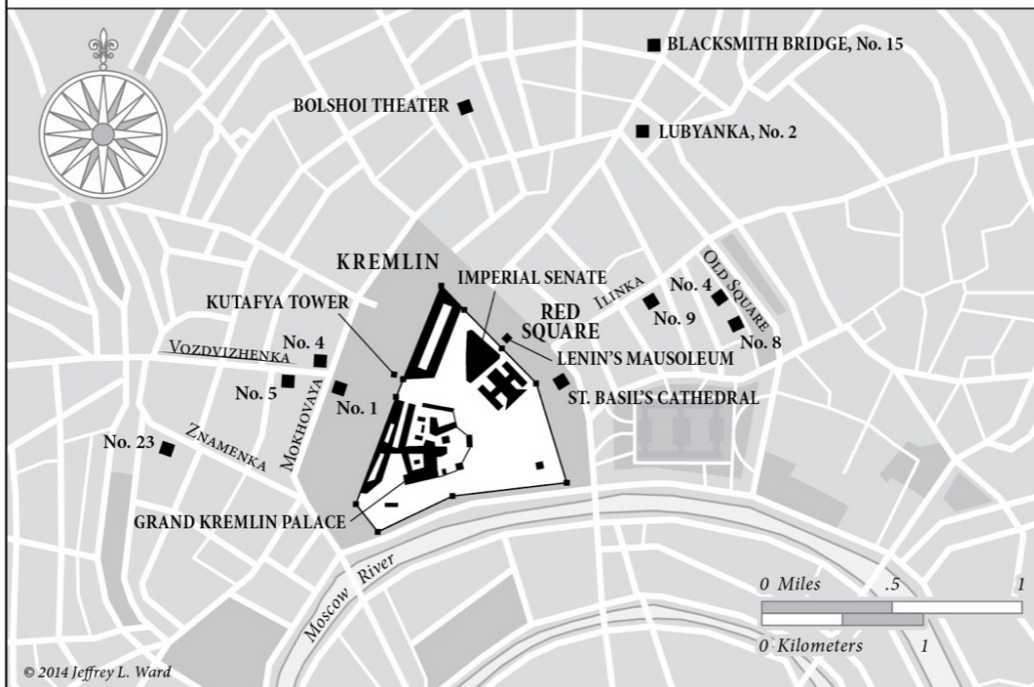 BLACKSMITH BRIDGE, No. 15
BOLSHOI THEATER
LUBYANKA, No. 2
KREMLIN
IMPERIAL SENATE
KUTAFYA TOWER
ILINKA
No. 4
OLD SQUARE
RED
SQUARE
No. 9
No. 8
VOZDVIZHENKA
No. 4
LENIN'S MAUSOLEUM
No. 5
MOKHOVAYA
No. 1
ST. BASIL'S CATHEDRAL
No. 23
ZNAMENKA
GRAND KREMLIN PALACE
Moscow River
0 Miles .5 1
0 Kilometers 1
© 2014 Jeffrey L. Ward